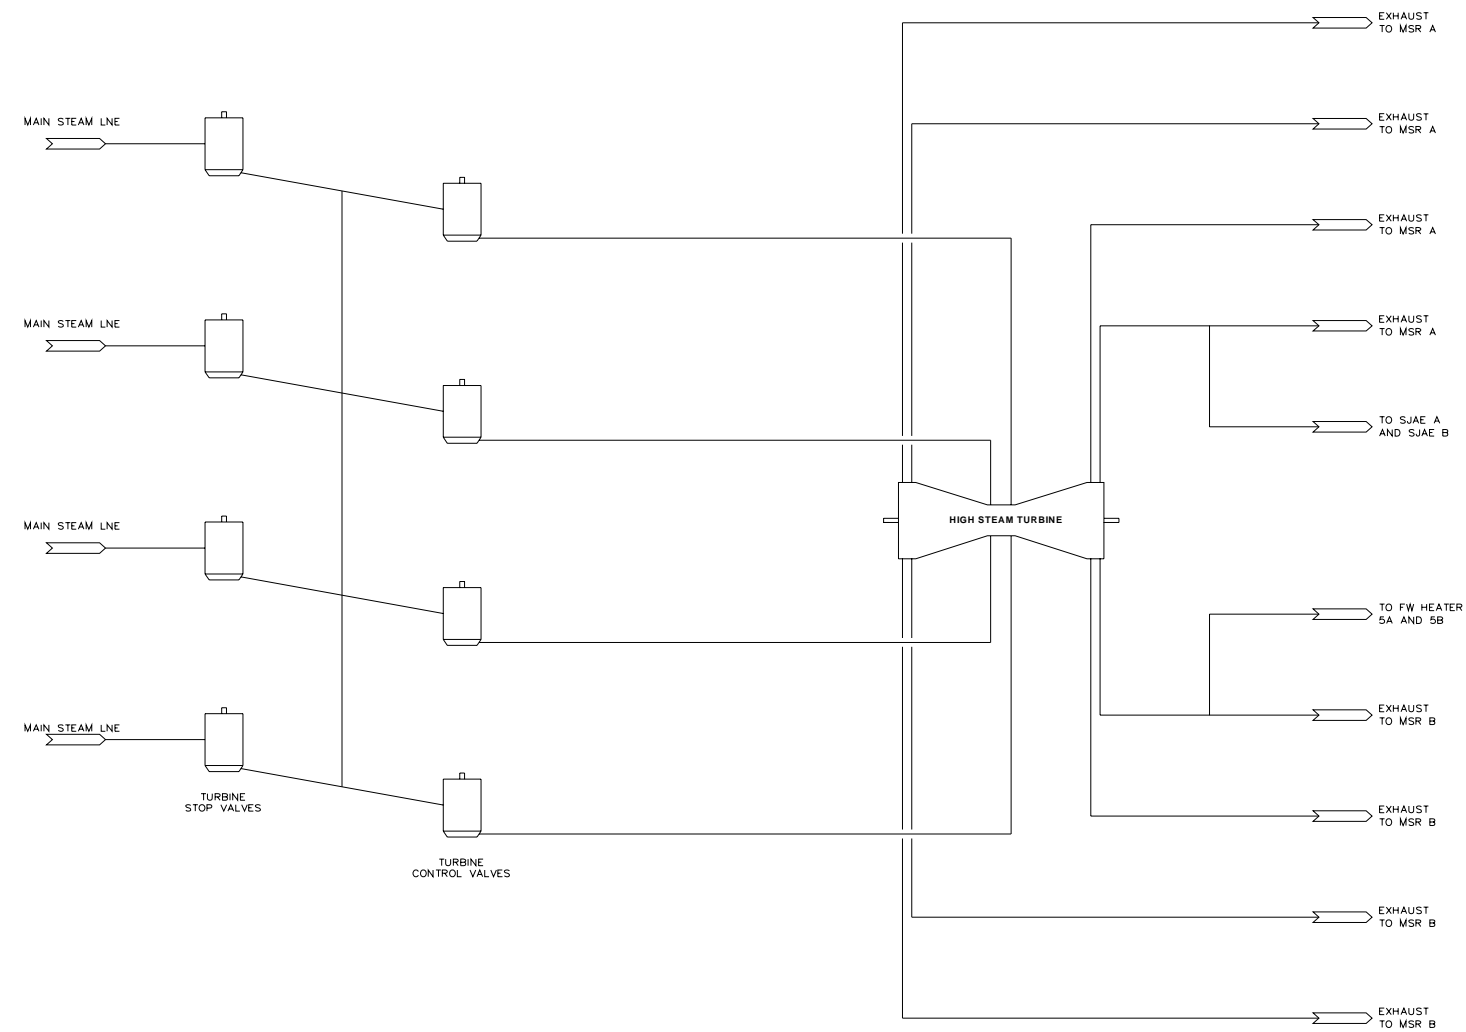 EXHAUST
TO MSR A
MAIN STEAM LNE
EXHAUST
TO MSR A
EXHAUST
TO MSR A
MAIN STEAM LNE
EXHAUST
TO MSR A
TO SJAE A
AND SJAE B
MAIN STEAM LNE
HIGH STEAM TURBINE
TO FW HEATER
5A AND 5B
MAIN STEAM LNE
EXHAUST
TO MSR B
TURBINE
STOP VALVES
EXHAUST
TO MSR B
TURBINE
CONTROL VALVES
EXHAUST
TO MSR B
EXHAUST
TO MSR B